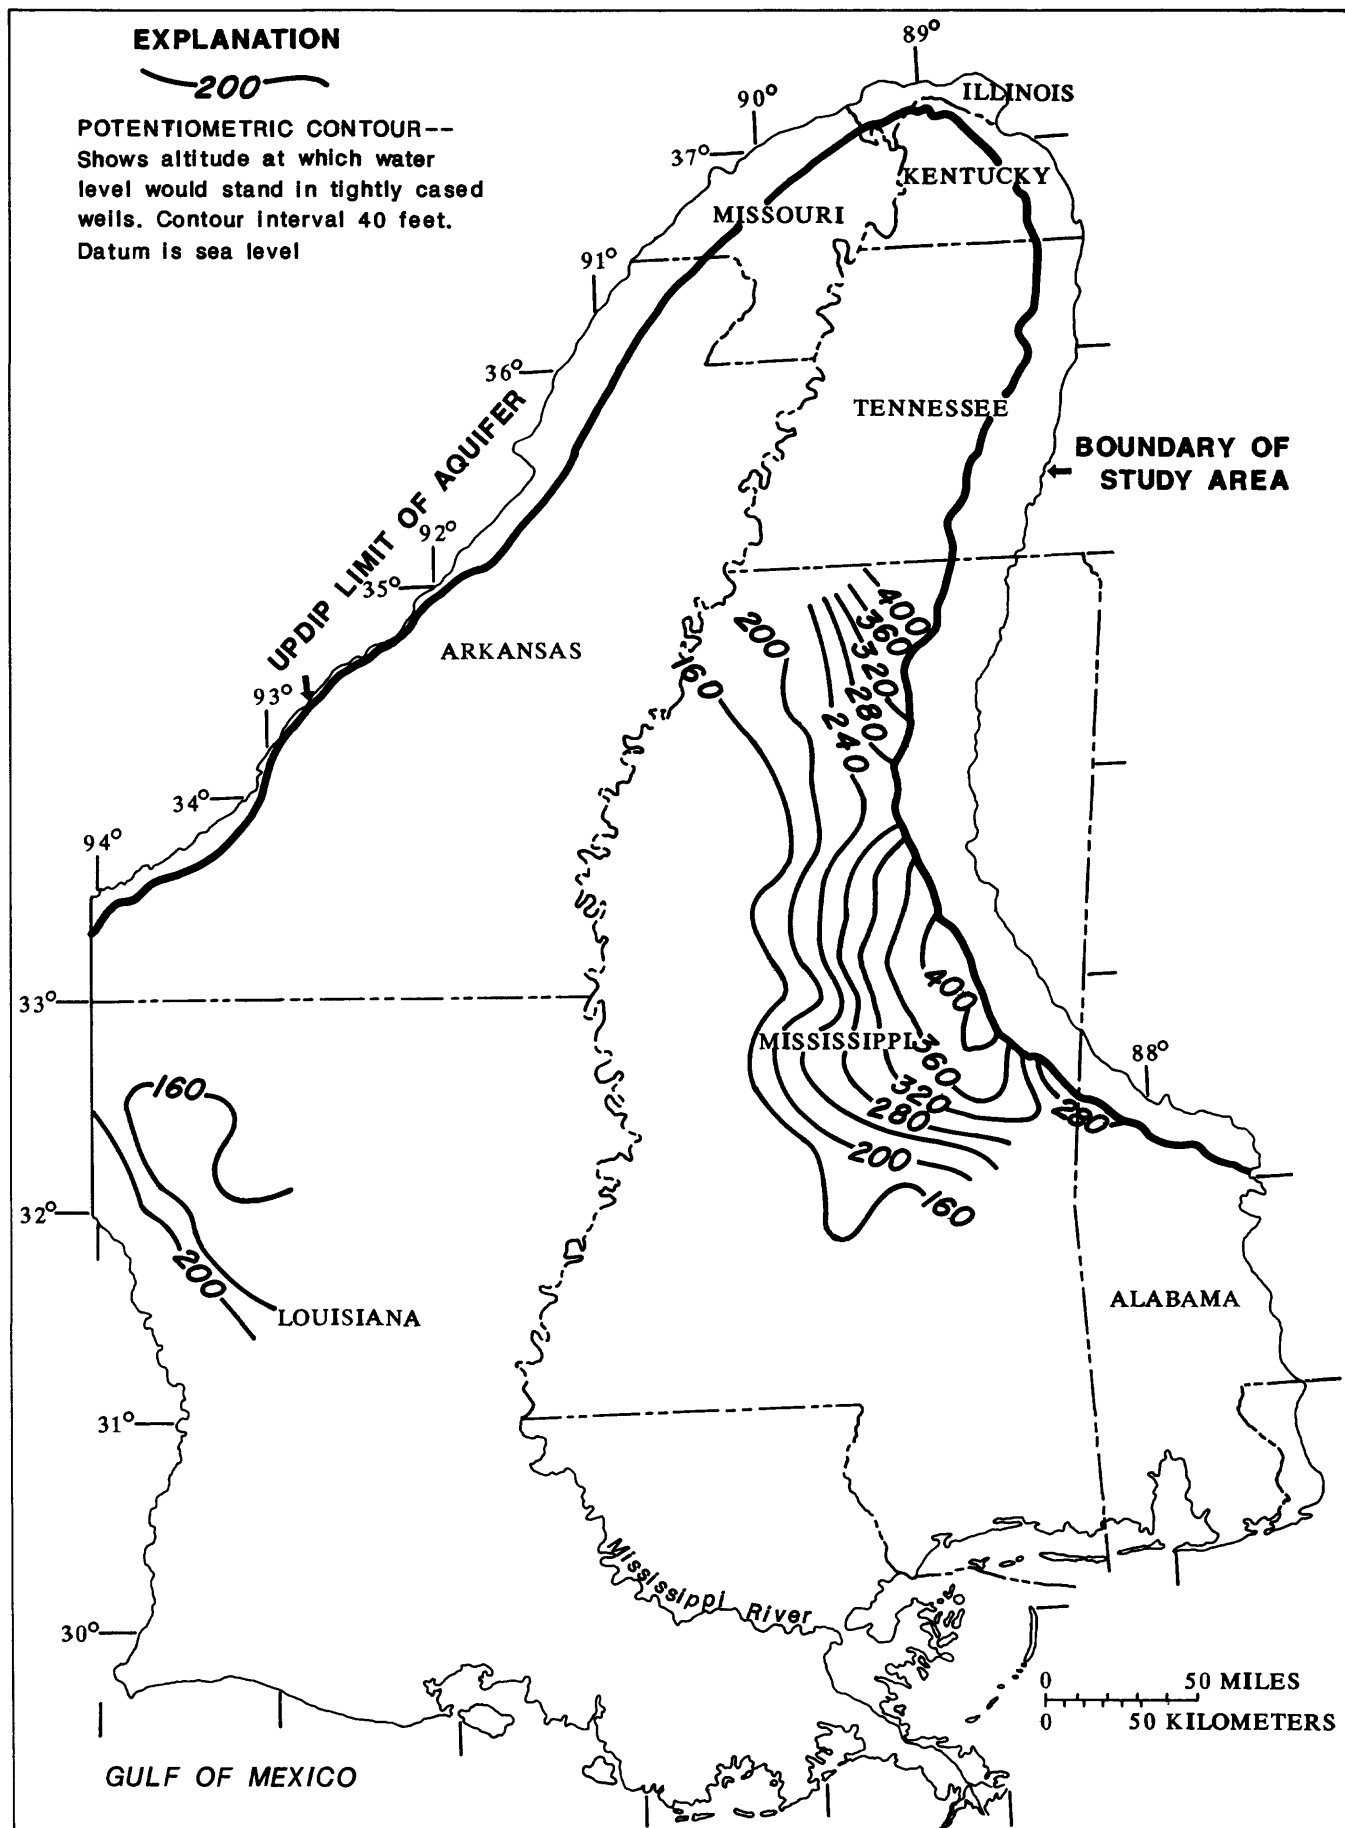 EXPLANATION
200
POTENTIOMETRIC CONTOUR--
Shows altitude at which water
level would stand in tightly cased
wells. Contour interval 40 feet.
Datum is sea level
89°
ILLINOIS
90°
37°
KENTUCKY
MISSOURI
91°
36°
TENNESSEE
UPDIP LIMIT OF AQUIFER
BOUNDARY OF
STUDY AREA
92°
35°
ARKANSAS
400
360
320
280
240
200
160
93°
34°
94°
33°
400
MISSISSIPPI
360
320
280
200
160
88°
280
160
32°
200
LOUISIANA
ALABAMA
31°
Mississippi River
30°
0 50 MILES
0 50 KILOMETERS
GULF OF MEXICO